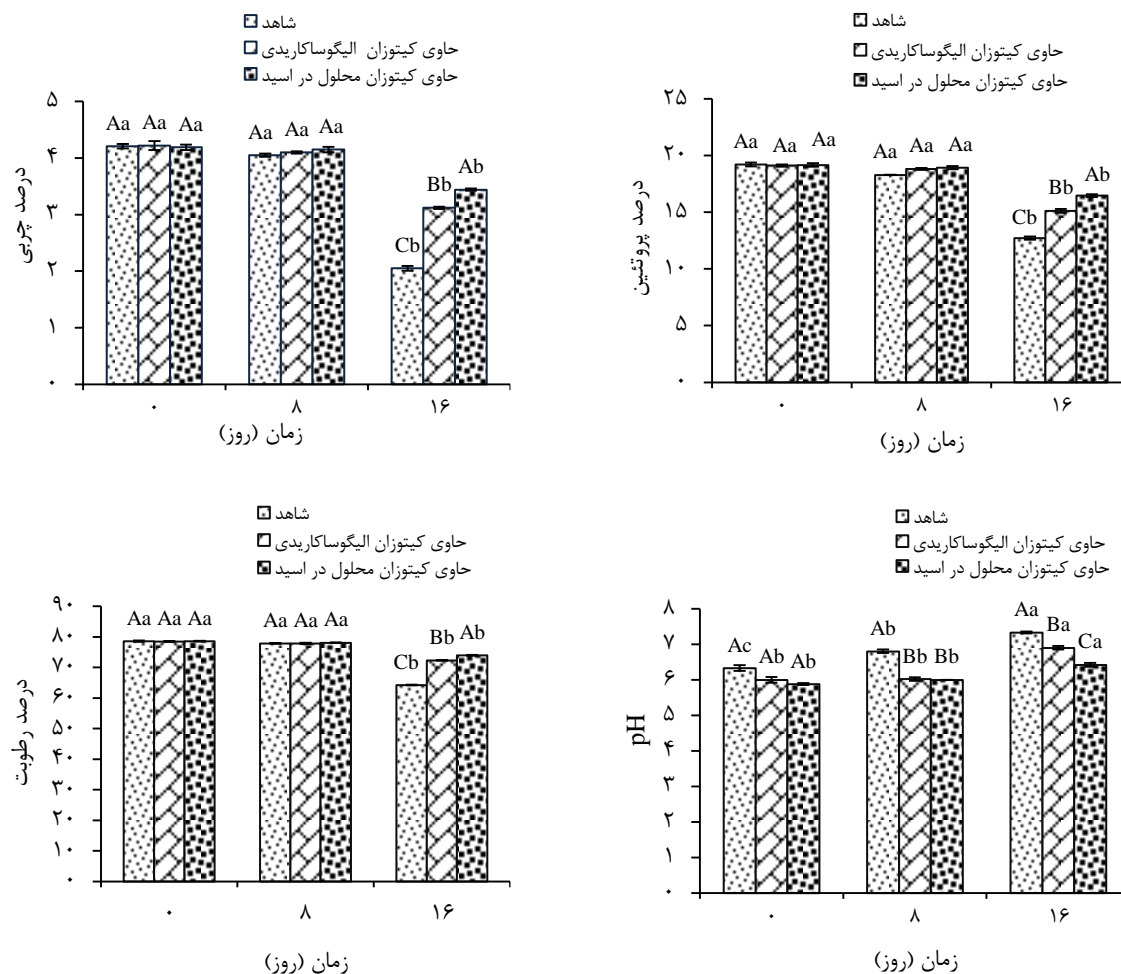 شاهد
حاوی کیتوزان الیگوساکاریدی
حاوی کیتوزان محلول در اسید
درصد چربی
۵
۴
۳
۲
۱
۰
Aa Aa Aa
Aa Aa Aa
Cb Bb Ab
۰ ۸ ۱۶
زمان (روز)
شاهد
حاوی کیتوزان الیگوساکاریدی
حاوی کیتوزان محلول در اسید
درصد پروتئین
۲۵
۲۰
۱۵
۱۰
۵
۰
Aa Aa Aa
Aa Aa Aa
Cb Bb Ab
۰ ۸ ۱۶
زمان (روز)
شاهد
حاوی کیتوزان الیگوساکاریدی
حاوی کیتوزان محلول در اسید
درصد رطوبت
۹۰
۸۰
۷۰
۶۰
۵۰
۴۰
۳۰
۲۰
۱۰
۰
Aa Aa Aa
Aa Aa Aa
Cb Bb Ab
۰ ۸ ۱۶
زمان (روز)
شاهد
حاوی کیتوزان الیگوساکاریدی
حاوی کیتوزان محلول در اسید
pH
۸
۷
۶
۵
۴
۳
۲
۱
۰
Ac Ab Ab
Ab Bb Bb
Aa Ba Ca
۰ ۸ ۱۶
زمان (روز)